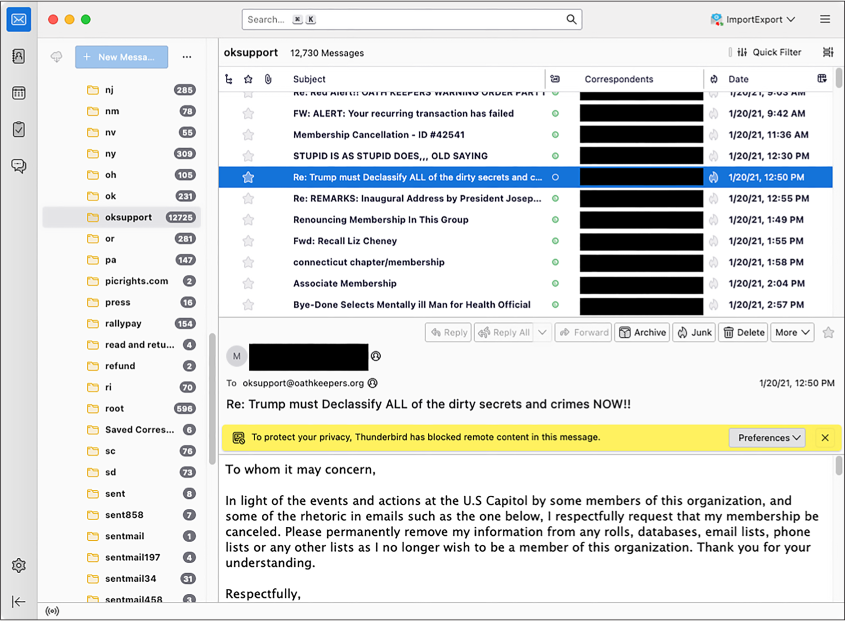 Search... ⌘ K
ImportExport
+ New Messa... ...
oksupport 12,730 Messages
Quick Filter
Subject Correspondents Date
nj 285
nm 78
nv 55
ny 309
oh 105
ok 231
oksupport 12725
or 281
pa 147
picrights.com 2
press 16
rallypay 154
read and retu... 4
refund 2
ri 70
root 596
Saved Corres... 6
sc 76
sd 73
sent 8
sent858 7
sentmail 1
sentmail197 4
sentmail34 31
sentmail458 3
Re: Red Alert!! OATH KEEPERS WARNING ORDER PARTY 1/20/21, 9:03 AM
FW: ALERT: Your recurring transaction has failed 1/20/21, 9:42 AM
Membership Cancellation - ID #42541 1/20/21, 11:36 AM
STUPID IS AS STUPID DOES,,, OLD SAYING 1/20/21, 12:30 PM
Re: Trump must Declassify ALL of the dirty secrets and c... 1/20/21, 12:50 PM
Re: REMARKS: Inaugural Address by President Josep... 1/20/21, 12:55 PM
Renouncing Membership In This Group 1/20/21, 1:49 PM
Fwd: Recall Liz Cheney 1/20/21, 1:55 PM
connecticut chapter/membership 1/20/21, 1:58 PM
Associate Membership 1/20/21, 2:04 PM
Bye-Done Selects Mentally ill Man for Health Official 1/20/21, 2:57 PM
Reply Reply All Forward Archive Junk Delete More
M
To oksupport@oathkeepers.org 1/20/21, 12:50 PM
Re: Trump must Declassify ALL of the dirty secrets and crimes NOW!!
To protect your privacy, Thunderbird has blocked remote content in this message. Preferences
To whom it may concern,
In light of the events and actions at the U.S Capitol by some members of this organization, and
some of the rhetoric in emails such as the one below, I respectfully request that my membership be
canceled. Please permanently remove my information from any rolls, databases, email lists, phone
lists or any other lists as I no longer wish to be a member of this organization. Thank you for your
understanding.
Respectfully,